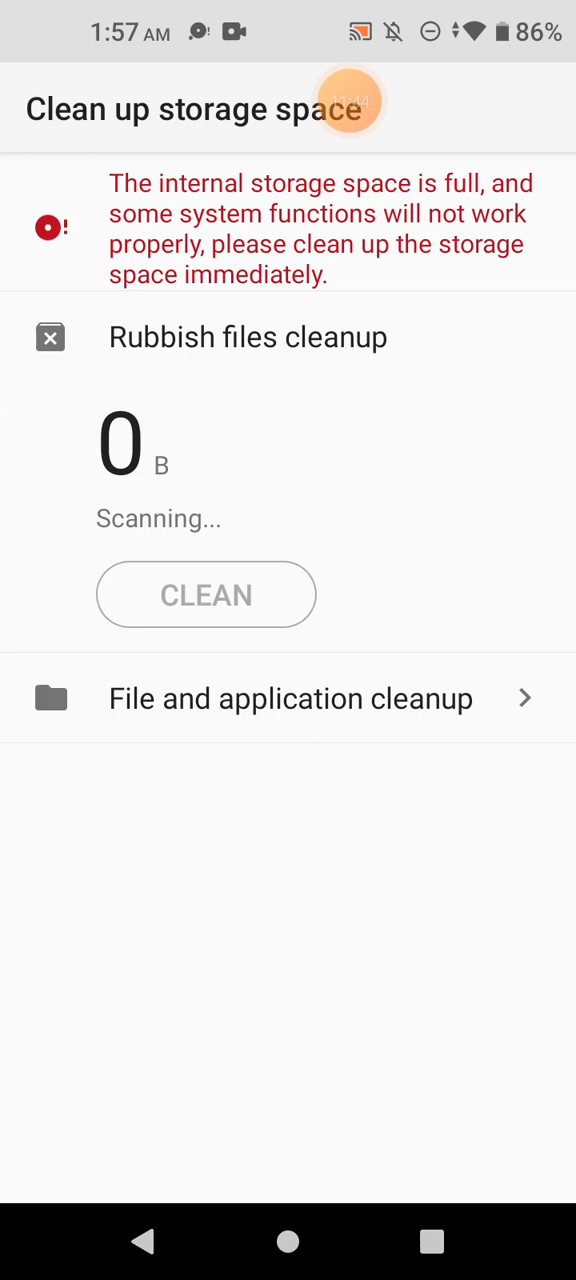 1:57 AM 86%
Clean up storage space
11:44
The internal storage space is full, and
some system functions will not work
properly, please clean up the storage
space immediately.
Rubbish files cleanup
0 B
Scanning...
CLEAN
File and application cleanup